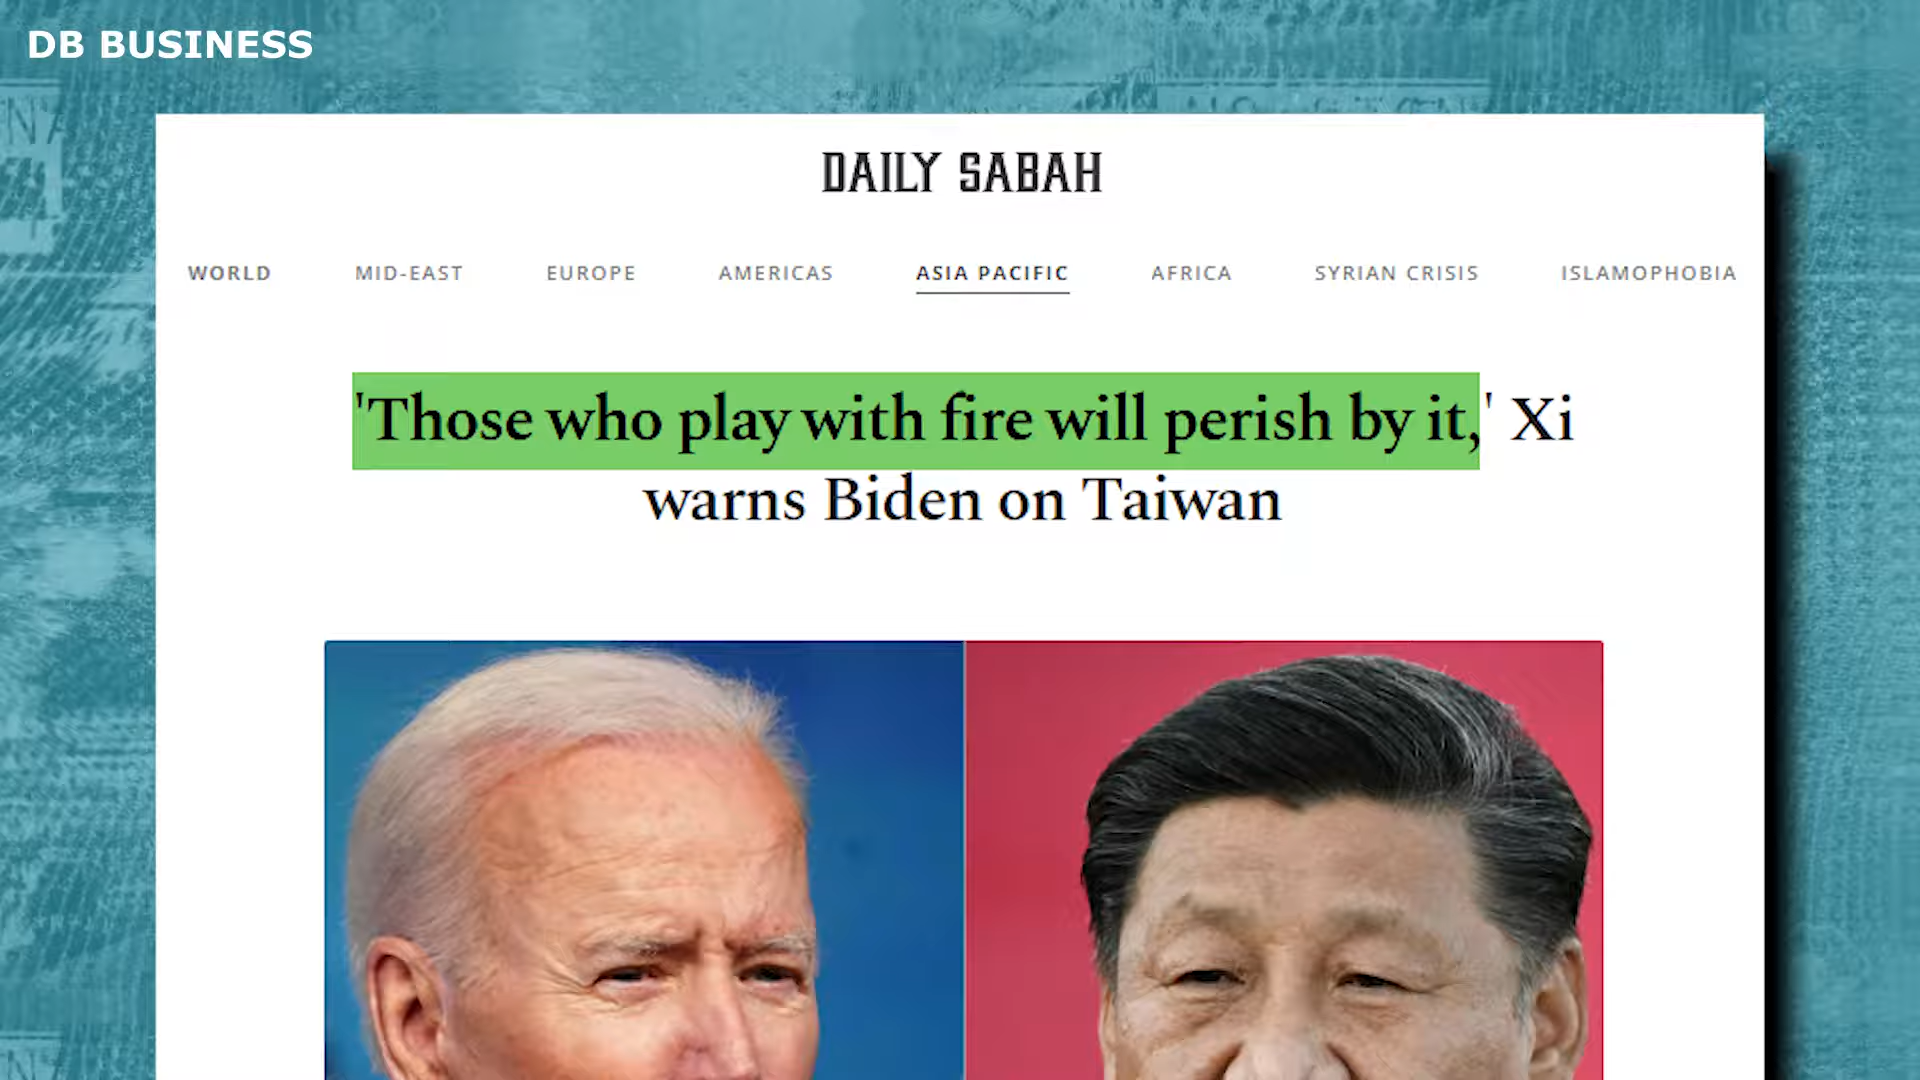 DB BUSINESS
DAILY SABAH
WORLD MID-EAST EUROPE AMERICAS ASIA PACIFIC AFRICA SYRIAN CRISIS ISLAMOPHOBIA
'Those who play with fire will perish by it,' Xi
warns Biden on Taiwan